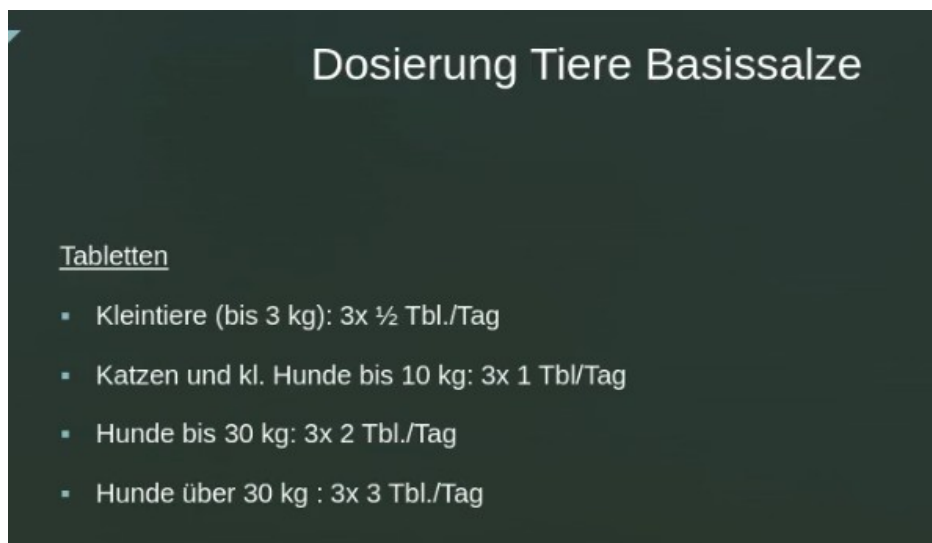 Dosierung Tiere Basissalze
Tabletten
▪ Kleintiere (bis 3 kg): 3x ½ Tbl./Tag
▪ Katzen und kl. Hunde bis 10 kg: 3x 1 Tbl/Tag
▪ Hunde bis 30 kg: 3x 2 Tbl./Tag
▪ Hunde über 30 kg : 3x 3 Tbl./Tag